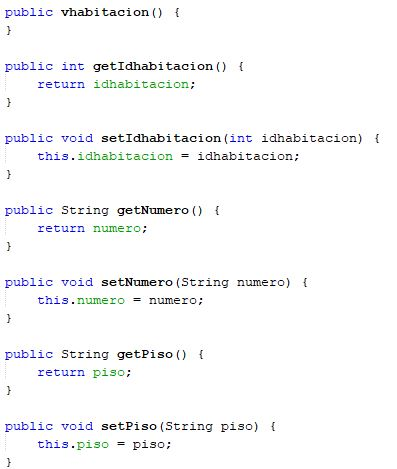 public vhabitacion() {
}
public int getIdhabitacion() {
return idhabitacion;
}
public void setIdhabitacion(int idhabitacion) {
this.idhabitacion = idhabitacion;
}
public String getNumero() {
return numero;
}
public void setNumero(String numero) {
this.numero = numero;
}
public String getPiso() {
return piso;
}
public void setPiso(String piso) {
this.piso = piso;
}